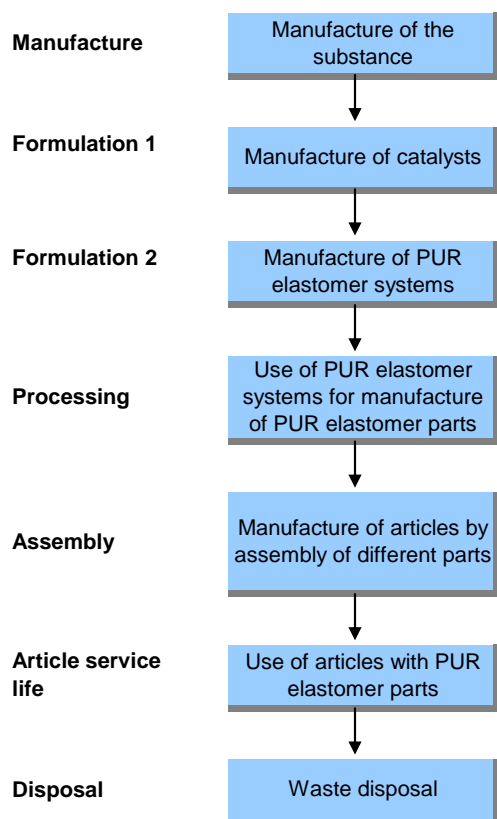 Manufacture
Manufacture of the
substance
Formulation 1
Manufacture of catalysts
Formulation 2
Manufacture of PUR
elastomer systems
Processing
Use of PUR elastomer
systems for manufacture
of PUR elastomer parts
Assembly
Manufacture of articles by
assembly of different parts
Article service
life
Use of articles with PUR
elastomer parts
Disposal
Waste disposal